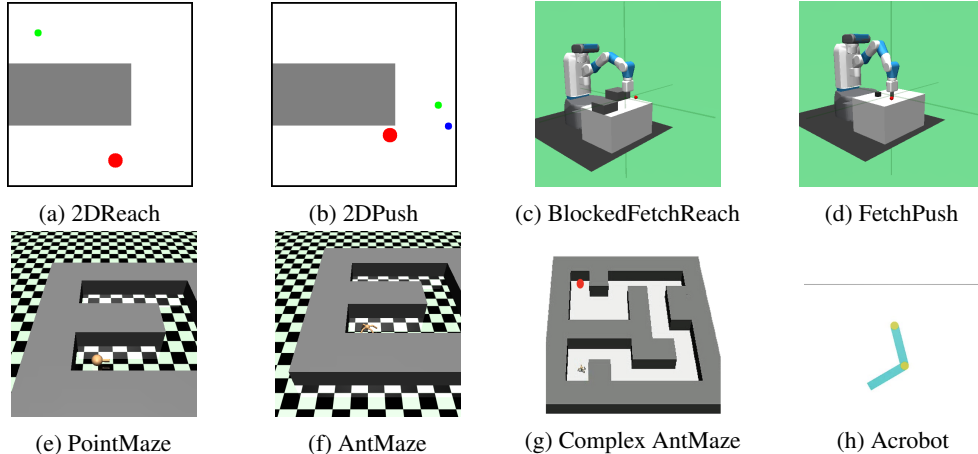 (a) 2DReach
(b) 2DPush
(c) BlockedFetchReach
(d) FetchPush
(e) PointMaze
(f) AntMaze
(g) Complex AntMaze
(h) Acrobot